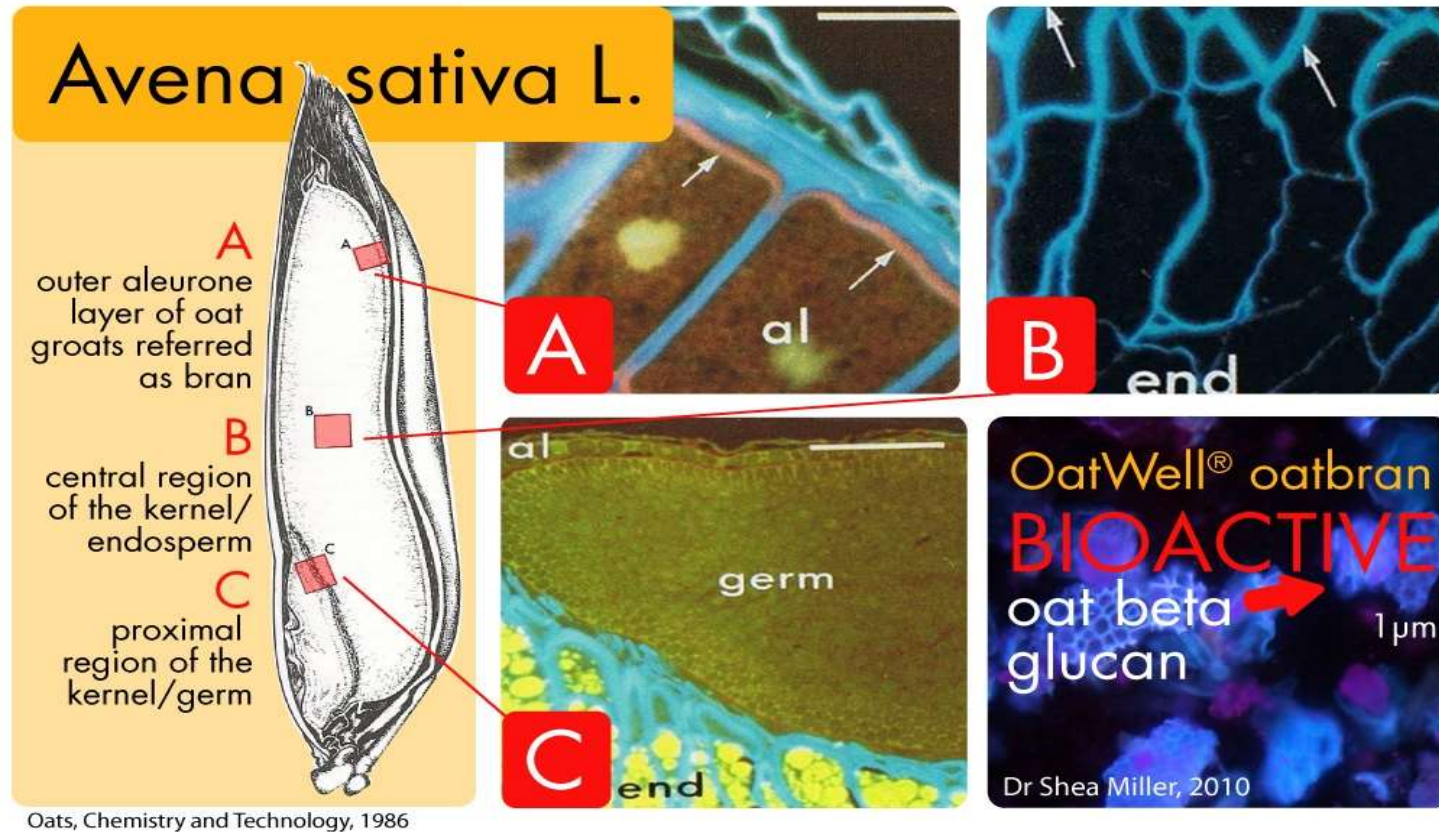 Avena sativa L.
A
outer aleurone
layer of oat
groats referred
as bran
B
central region
of the kernel/
endosperm
C
proximal
region of the
kernel/germ
A
B
C
A
al
B
end
al
germ
C
end
OatWell® oatbran
BIOACTIVE
oat beta
glucan
1µm
Dr Shea Miller, 2010
Oats, Chemistry and Technology, 1986